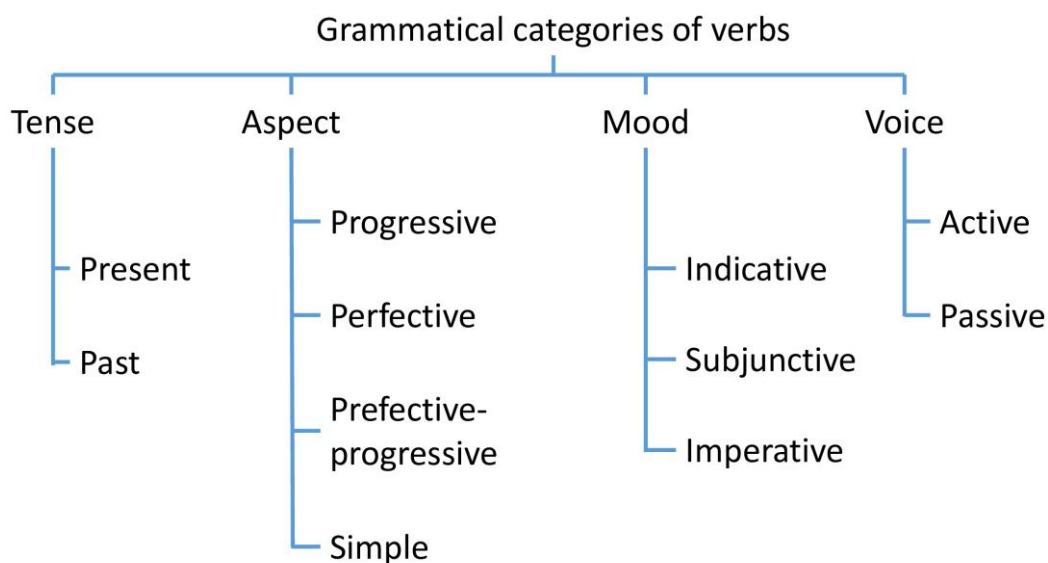 Grammatical categories of verbs
Tense
Aspect
Mood
Voice
Present
Past
Progressive
Perfective
Prefective-
progressive
Simple
Indicative
Subjunctive
Imperative
Active
Passive